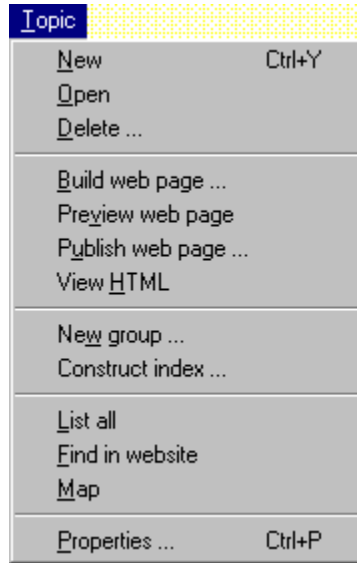 Topic
New Ctrl+Y
Open
Delete ...
Build web page ...
Preview web page
Publish web page ...
View HTML
New group ...
Construct index ...
List all
Find in website
Map
Properties ... Ctrl+P